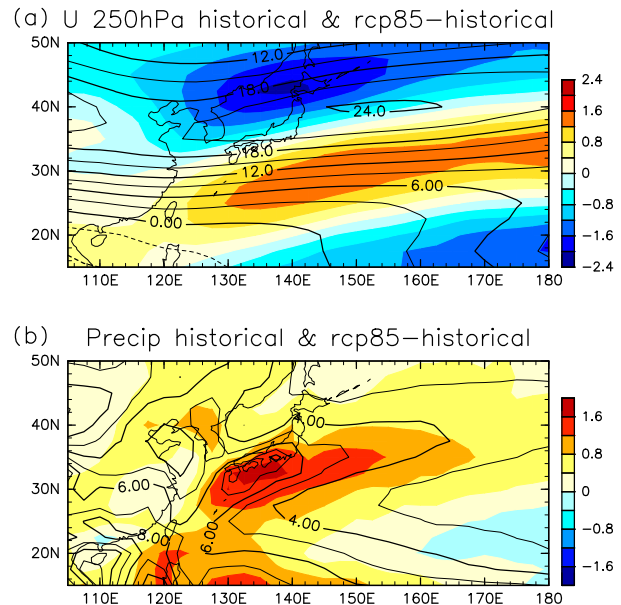 (a) U 250hPa historical & rcp85−historical
50N
12.0
2.4
18.0
40N
24.0
1.6
0.8
18.0
30N
12.0
0
6.00
−0.8
0.00
20N
−1.6
−2.4
110E 120E 130E 140E 150E 160E 170E 180
(b) Precip historical & rcp85−historical
50N
1.6
40N
4.00
0.8
6.00
30N
0
4.00
8.00
6.00
−0.8
20N
−1.6
110E 120E 130E 140E 150E 160E 170E 180